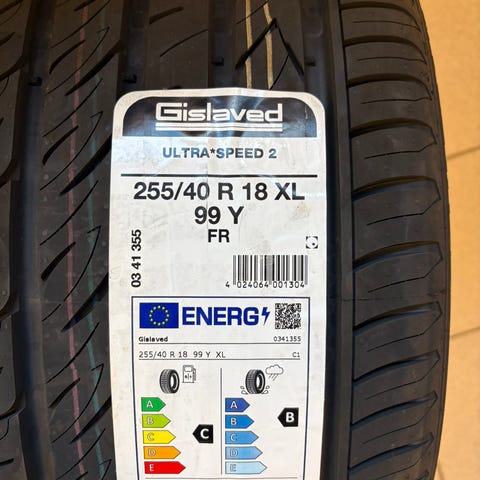 Gislaved
ULTRA*SPEED 2
255/40 R 18 XL
99 Y
FR
03 41 355
4 024064 001304
ENERG
Gislaved 0341355
255/40 R 18 99 Y XL C1
A A
B B B
C C C
D D
E E